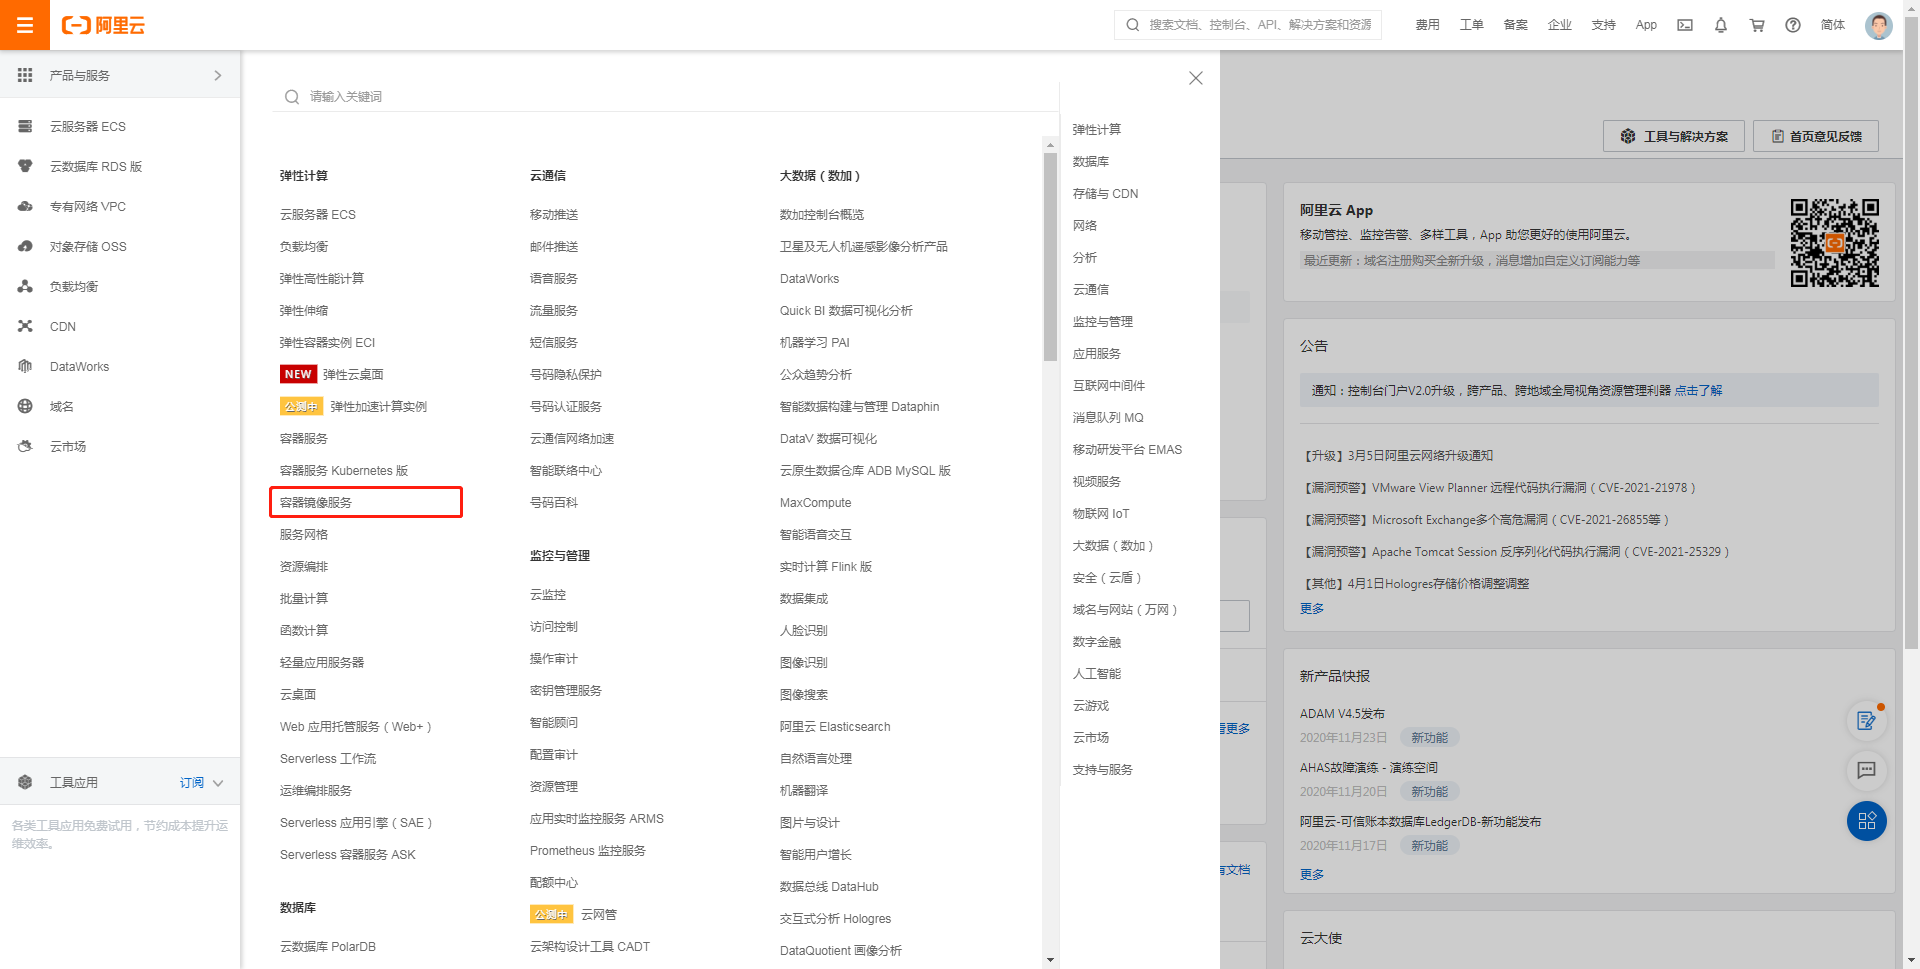 阿里云
搜索文档、控制台、API、解决方案和资源
费用
工单
备案
企业
支持
App
简体
产品与服务
云服务器 ECS
云数据库 RDS 版
专有网络 VPC
对象存储 OSS
负载均衡
CDN
DataWorks
域名
云市场
工具应用
订阅
各类工具应用免费试用，节约成本提升运
维效率。
请输入关键词
弹性计算
云服务器 ECS
负载均衡
弹性高性能计算
弹性伸缩
弹性容器实例 ECI
NEW 弹性云桌面
公测中 弹性加速计算实例
容器服务
容器服务 Kubernetes 版
容器镜像服务
服务网格
资源编排
批量计算
函数计算
轻量应用服务器
云桌面
Web 应用托管服务（Web+）
Serverless 工作流
运维编排服务
Serverless 应用引擎（SAE）
Serverless 容器服务 ASK
数据库
云数据库 PolarDB
云通信
移动推送
邮件推送
语音服务
流量服务
短信服务
号码隐私保护
号码认证服务
云通信网络加速
智能联络中心
号码百科
监控与管理
云监控
访问控制
操作审计
密钥管理服务
智能顾问
配置审计
资源管理
应用实时监控服务 ARMS
Prometheus 监控服务
配额中心
公测中 云网管
云架构设计工具 CADT
大数据（数加）
数加控制台概览
卫星及无人机遥感影像分析产品
DataWorks
Quick BI 数据可视化分析
机器学习 PAI
公众趋势分析
智能数据构建与管理 Dataphin
DataV 数据可视化
云原生数据仓库 ADB MySQL 版
MaxCompute
智能语音交互
实时计算 Flink 版
数据集成
人脸识别
图像识别
图像搜索
阿里云 Elasticsearch
自然语言处理
机器翻译
图片与设计
智能用户增长
数据总线 DataHub
交互式分析 Hologres
DataQuotient 画像分析
弹性计算
数据库
存储与 CDN
网络
分析
云通信
监控与管理
应用服务
互联网中间件
消息队列 MQ
移动研发平台 EMAS
视频服务
物联网 IoT
大数据（数加）
安全（云盾）
域名与网站（万网）
数字金融
人工智能
云游戏
云市场
支持与服务
工具与解决方案
首页意见反馈
看更多
有文档
阿里云 App
移动管控、监控告警、多样工具，App 助您更好的使用阿里云。
最近更新：域名注册购买全新升级，消息增加自定义订阅能力等
公告
通知：控制台门户V2.0升级，跨产品、跨地域全局视角资源管理利器 点击了解
【升级】3月5日阿里云网络升级通知
【漏洞预警】VMware View Planner 远程代码执行漏洞（CVE-2021-21978）
【漏洞预警】Microsoft Exchange多个高危漏洞（CVE-2021-26855等）
【漏洞预警】Apache Tomcat Session 反序列化代码执行漏洞（CVE-2021-25329）
【其他】4月1日Hologres存储价格调整调整
更多
新产品快报
ADAM V4.5发布
2020年11月23日 新功能
AHAS故障演练 - 演练空间
2020年11月20日 新功能
阿里云-可信账本数据库LedgerDB-新功能发布
2020年11月17日 新功能
更多
云大使